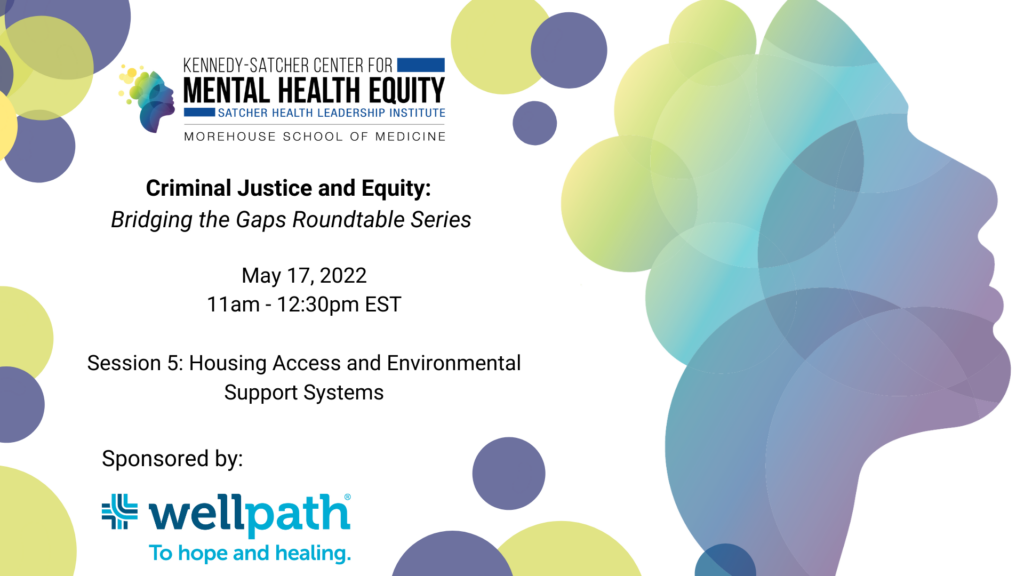 KENNEDY-SATCHER CENTER FOR
MENTAL HEALTH EQUITY
SATCHER HEALTH LEADERSHIP INSTITUTE
MOREHOUSE SCHOOL OF MEDICINE
Criminal Justice and Equity:
Bridging the Gaps Roundtable Series
May 17, 2022
11am - 12:30pm EST
Session 5: Housing Access and Environmental
Support Systems
Sponsored by:
wellpath®
To hope and healing.